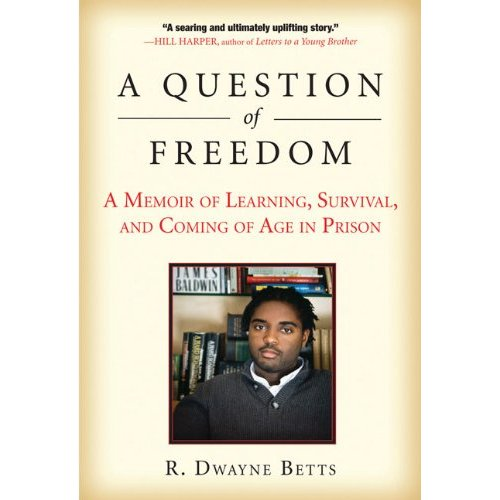 "A searing and ultimately uplifting story."
—HILL HARPER, author of Letters to a Young Brother
A QUESTION
of
FREEDOM
A MEMOIR OF LEARNING, SURVIVAL,
AND COMING OF AGE IN PRISON
JAMES
BALDWIN
R. DWAYNE BETTS